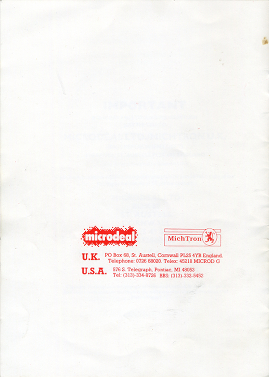 microdeal
MichTron
U.K. PO Box 68, St. Austell, Cornwall PL25 4YB England
Telephone: 0726 68020 Telex: 45218 MICROD G
U.S.A. 576 S. Telegraph, Pontiac, MI 48053
Tel: (313)-334-5700 BBS: (313)-332-5452